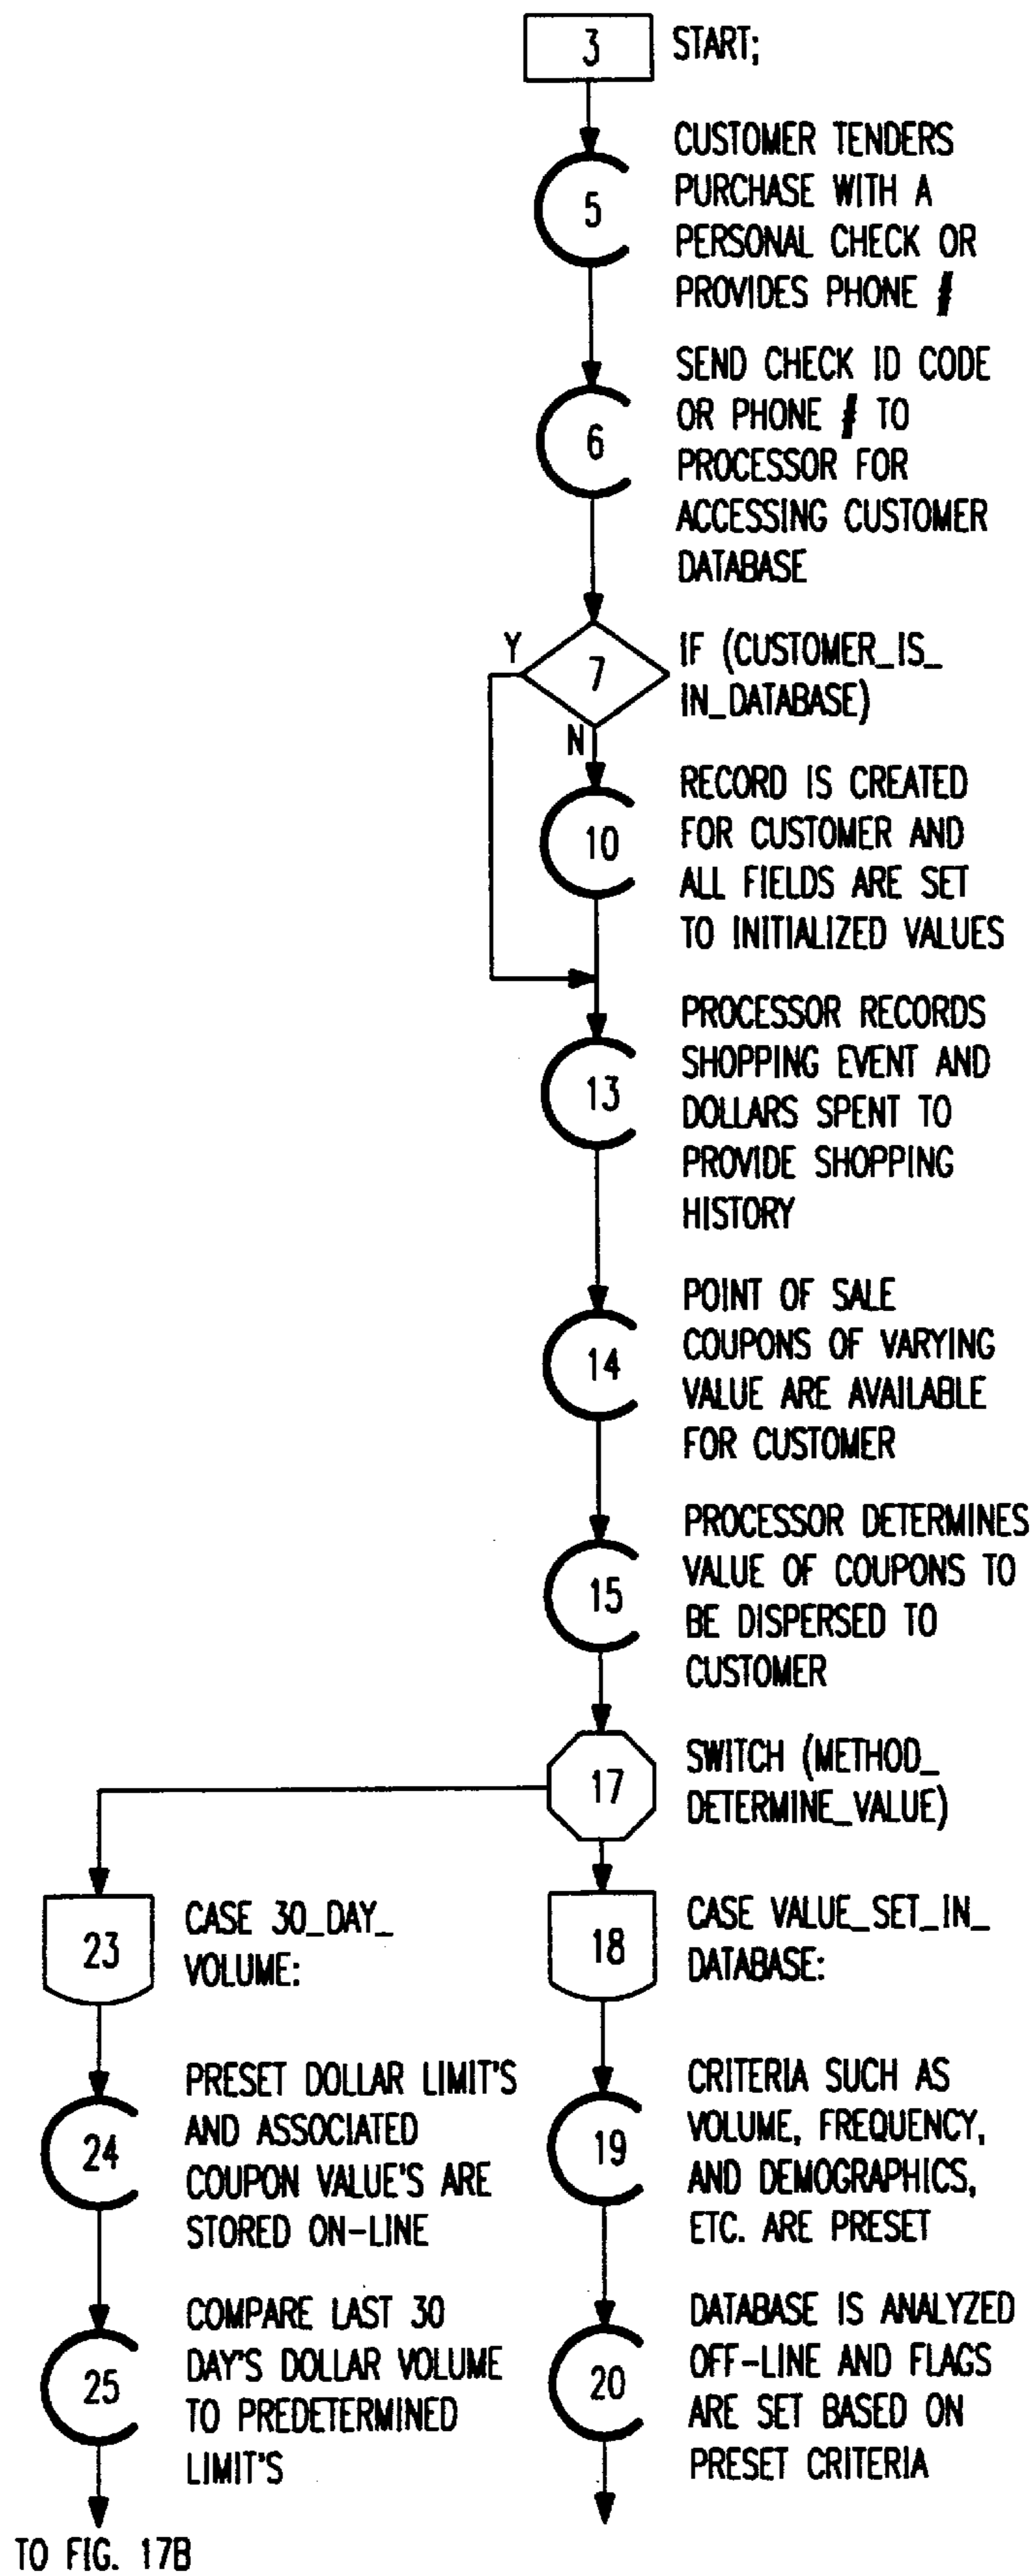 3 START;
5 CUSTOMER TENDERS
PURCHASE WITH A
PERSONAL CHECK OR
PROVIDES PHONE #
6 SEND CHECK ID CODE
OR PHONE # TO
PROCESSOR FOR
ACCESSING CUSTOMER
DATABASE
Y 7 N IF (CUSTOMER_IS_
IN_DATABASE)
10 RECORD IS CREATED
FOR CUSTOMER AND
ALL FIELDS ARE SET
TO INITIALIZED VALUES
13 PROCESSOR RECORDS
SHOPPING EVENT AND
DOLLARS SPENT TO
PROVIDE SHOPPING
HISTORY
14 POINT OF SALE
COUPONS OF VARYING
VALUE ARE AVAILABLE
FOR CUSTOMER
15 PROCESSOR DETERMINES
VALUE OF COUPONS TO
BE DISPERSED TO
CUSTOMER
17 SWITCH (METHOD_
DETERMINE_VALUE)
23 CASE 30_DAY_
VOLUME:
18 CASE VALUE_SET_IN_
DATABASE:
24 PRESET DOLLAR LIMIT'S
AND ASSOCIATED
COUPON VALUE'S ARE
STORED ON-LINE
19 CRITERIA SUCH AS
VOLUME, FREQUENCY,
AND DEMOGRAPHICS,
ETC. ARE PRESET
25 COMPARE LAST 30
DAY'S DOLLAR VOLUME
TO PREDETERMINED
LIMIT'S
20 DATABASE IS ANALYZED
OFF-LINE AND FLAGS
ARE SET BASED ON
PRESET CRITERIA
TO FIG. 17B